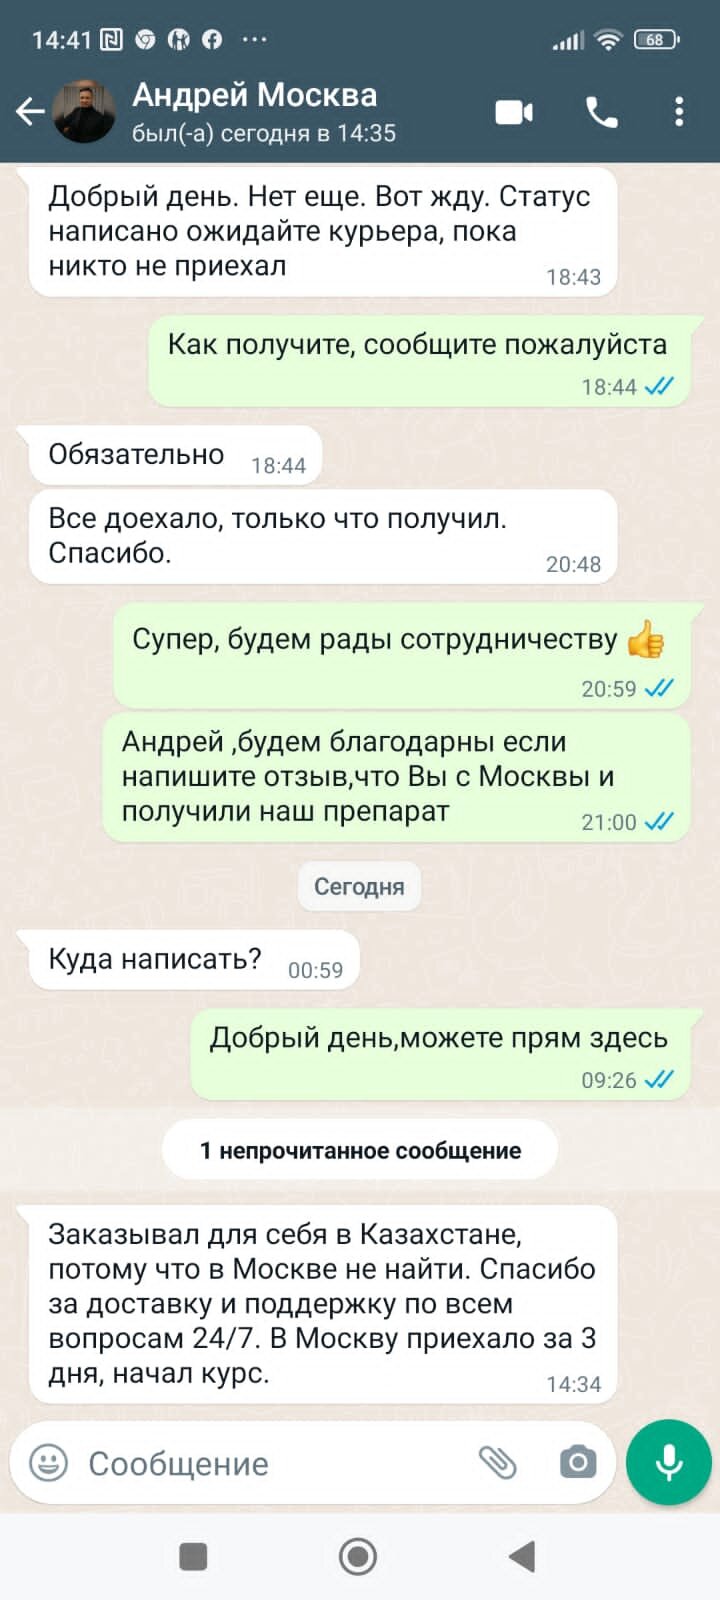 14:41
68
Андрей Москва
был(-а) сегодня в 14:35
Добрый день. Нет еще. Вот жду. Статус
написано ожидайте курьера, пока
никто не приехал
18:43
Как получите, сообщите пожалуйста
18:44
Обязательно
18:44
Все доехало, только что получил.
Спасибо.
20:48
Супер, будем рады сотрудничеству 👍
20:59
Андрей ,будем благодарны если
напишите отзыв,что Вы с Москвы и
получили наш препарат
21:00
Сегодня
Куда написать?
00:59
Добрый день,можете прям здесь
09:26
1 непрочитанное сообщение
Заказывал для себя в Казахстане,
потому что в Москве не найти. Спасибо
за доставку и поддержку по всем
вопросам 24/7. В Москву приехало за 3
дня, начал курс.
14:34
Сообщение